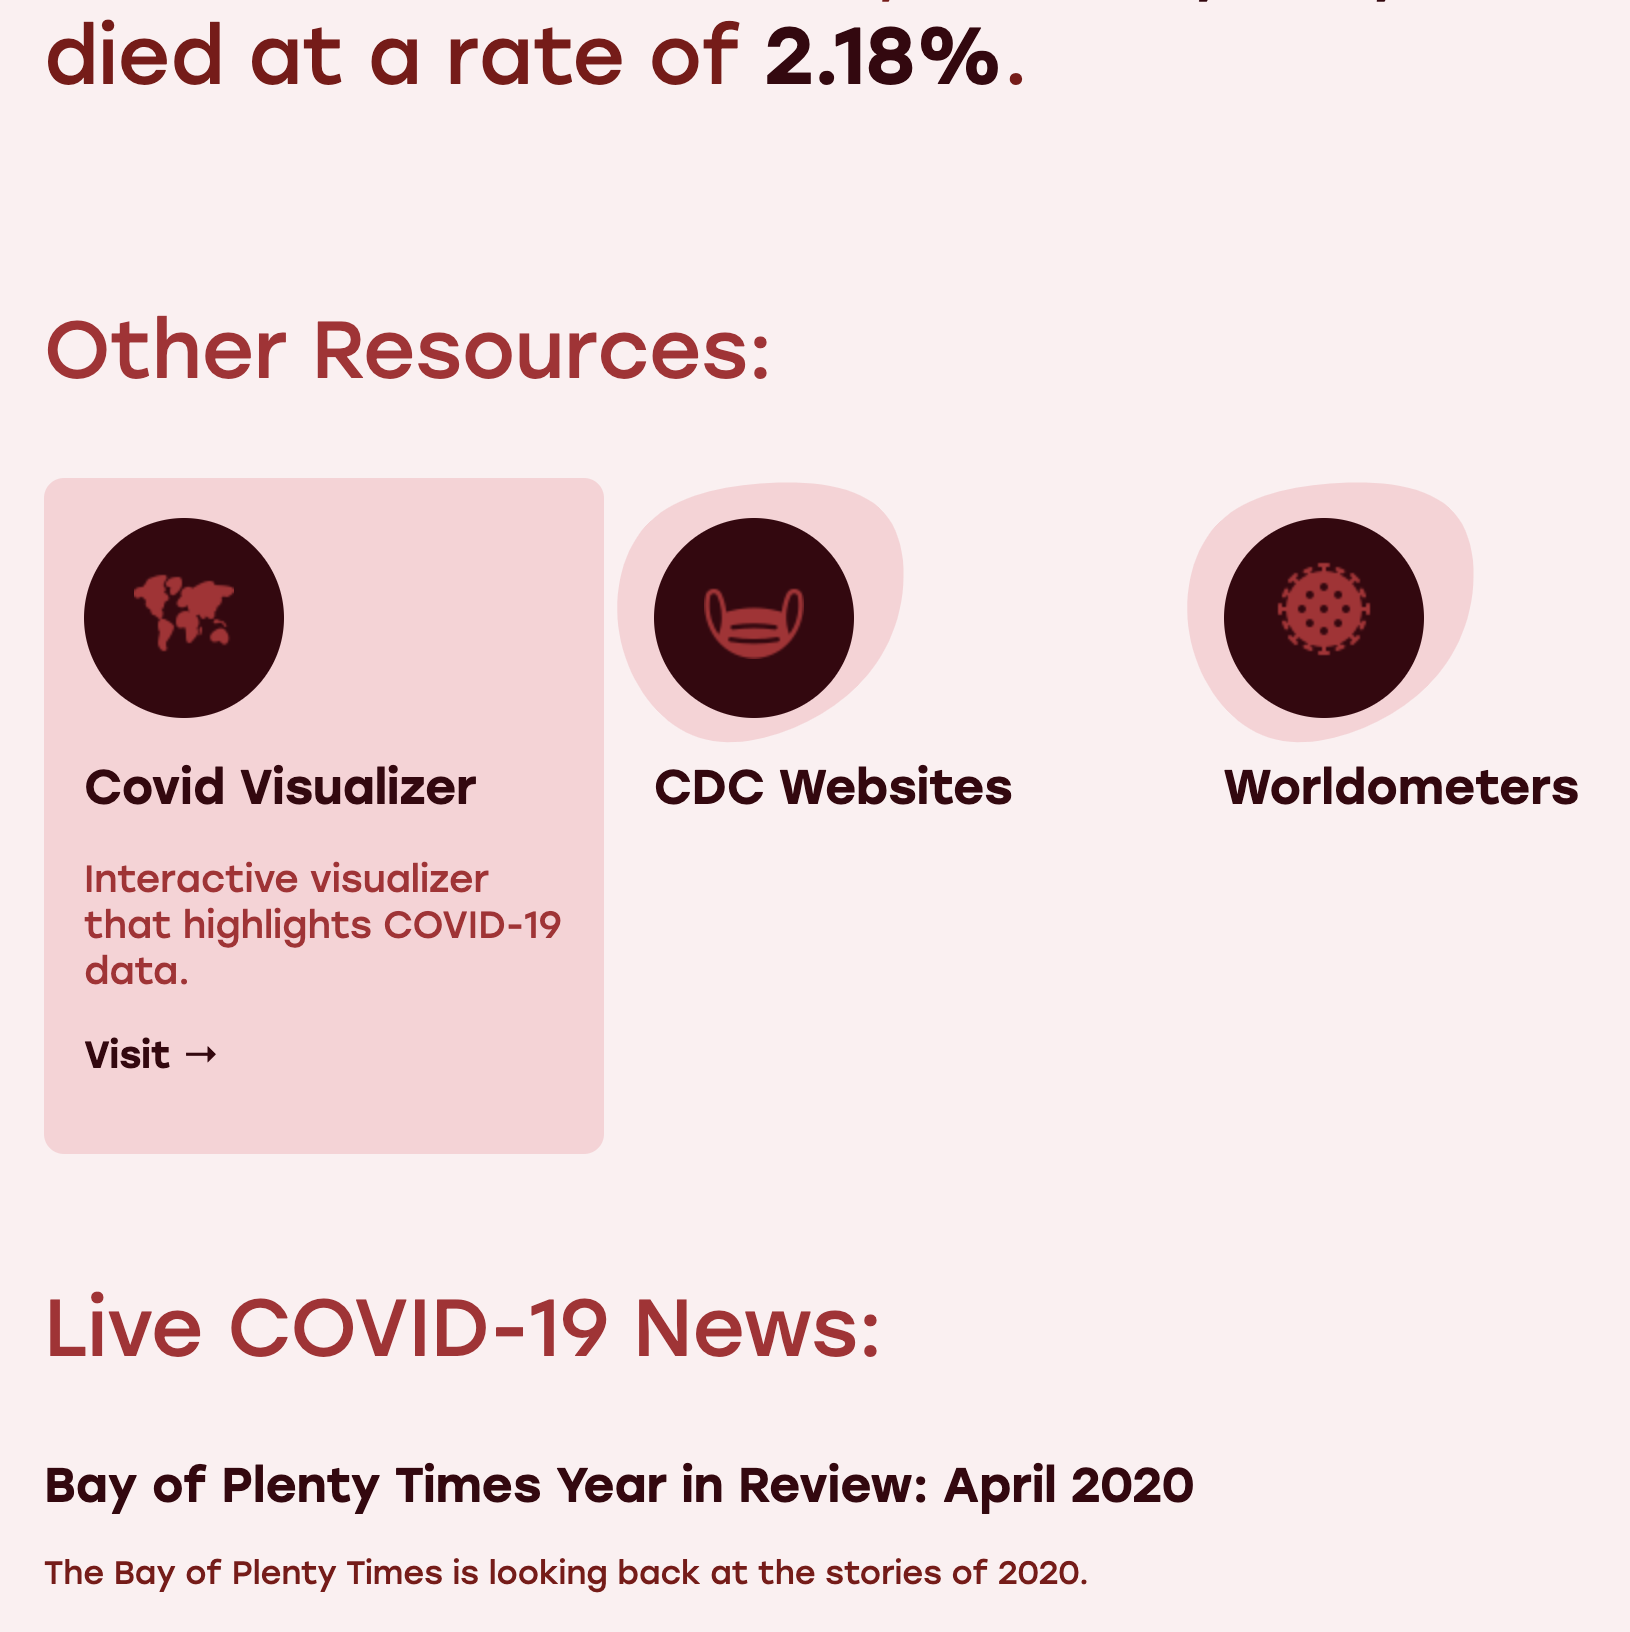 died at a rate of 2.18%.
Other Resources:
Covid Visualizer
Interactive visualizer
that highlights COVID-19
data.
Visit →
CDC Websites
Worldometers
Live COVID-19 News:
Bay of Plenty Times Year in Review: April 2020
The Bay of Plenty Times is looking back at the stories of 2020.